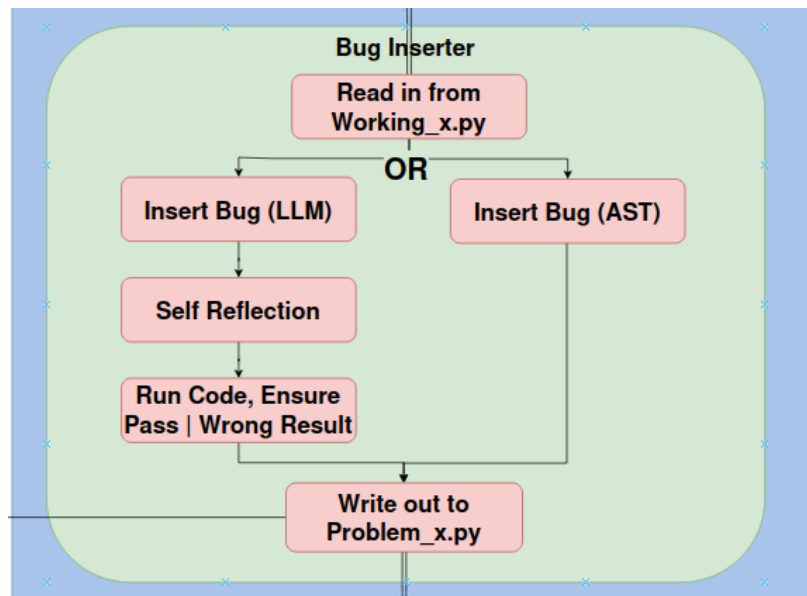 Bug Inserter
Read in from
Working_x.py
OR
Insert Bug (LLM)
Insert Bug (AST)
Self Reflection
Run Code, Ensure
Pass | Wrong Result
Write out to
Problem_x.py